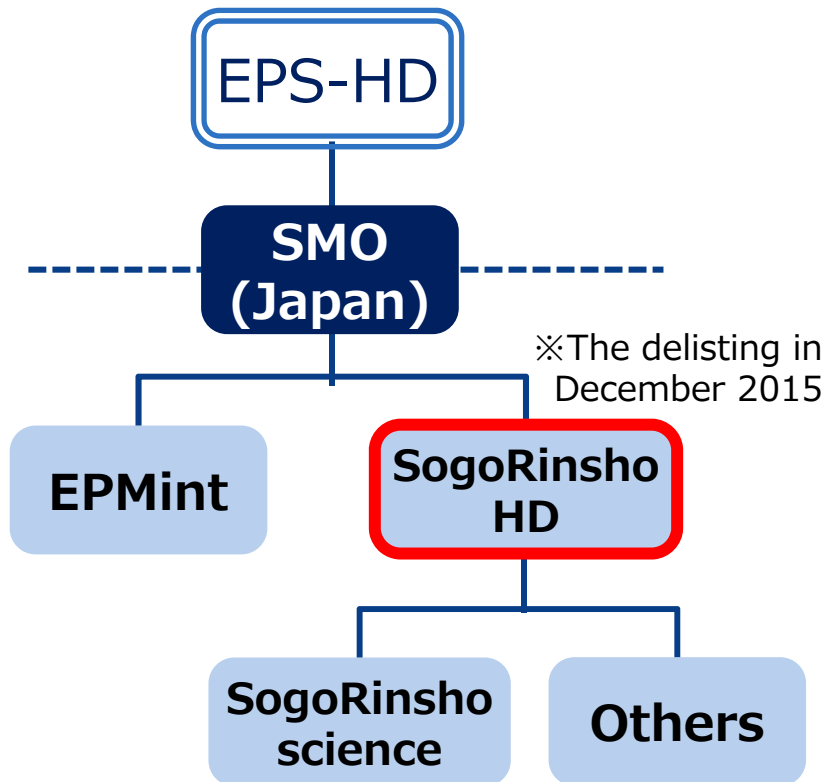 EPS-HD
SMO
(Japan)
※The delisting in
December 2015
EPMint
SogoRinsho
HD
SogoRinsho
science
Others